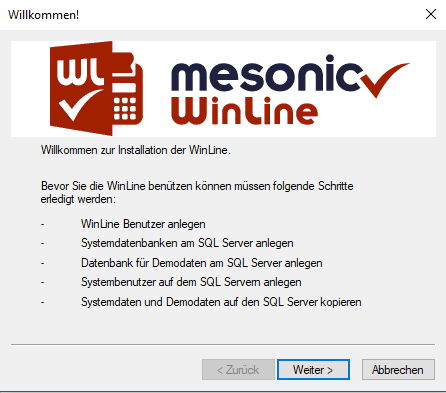 Willkommen!
WL
mesonic
WinLine
Willkommen zur Installation der WinLine.
Bevor Sie die WinLine benützen können müssen folgende Schritte
erledigt werden:
- WinLine Benutzer anlegen
- Systemdatenbanken am SQL Server anlegen
- Datenbank für Demodaten am SQL Server anlegen
- Systembenutzer auf dem SQL Servern anlegen
- Systemdaten und Demodaten auf den SQL Server kopieren
< Zurück Weiter > Abbrechen